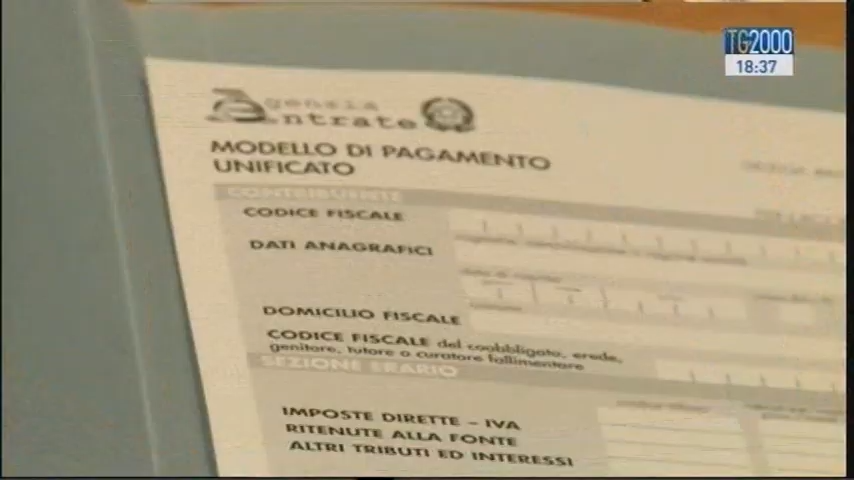 TG2000
18:37
Agenzia
Entrate
MODELLO DI PAGAMENTO
UNIFICATO
CONTRIBUENTE
CODICE FISCALE
DATI ANAGRAFICI
DOMICILIO FISCALE
CODICE FISCALE del coobbligato, erede,
genitore, tutore o curatore fallimentare
SEZIONE ERARIO
IMPOSTE DIRETTE – IVA
RITENUTE ALLA FONTE
ALTRI TRIBUTI ED INTERESSI